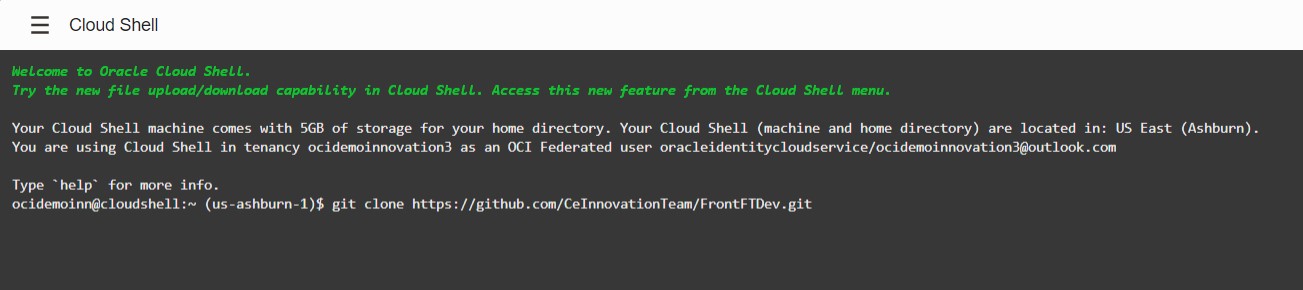 Cloud Shell
Welcome to Oracle Cloud Shell.
Try the new file upload/download capability in Cloud Shell. Access this new feature from the Cloud Shell menu.
Your Cloud Shell machine comes with 5GB of storage for your home directory. Your Cloud Shell (machine and home directory) are located in: US East (Ashburn).
You are using Cloud Shell in tenancy ocidemoinnovation3 as an OCI Federated user oracleidentitycloudservice/ocidemoinnovation3@outlook.com
Type `help` for more info.
ocidemoinn@cloudshell:~ (us-ashburn-1)$ git clone https://github.com/CeInnovationTeam/FrontFTDev.git